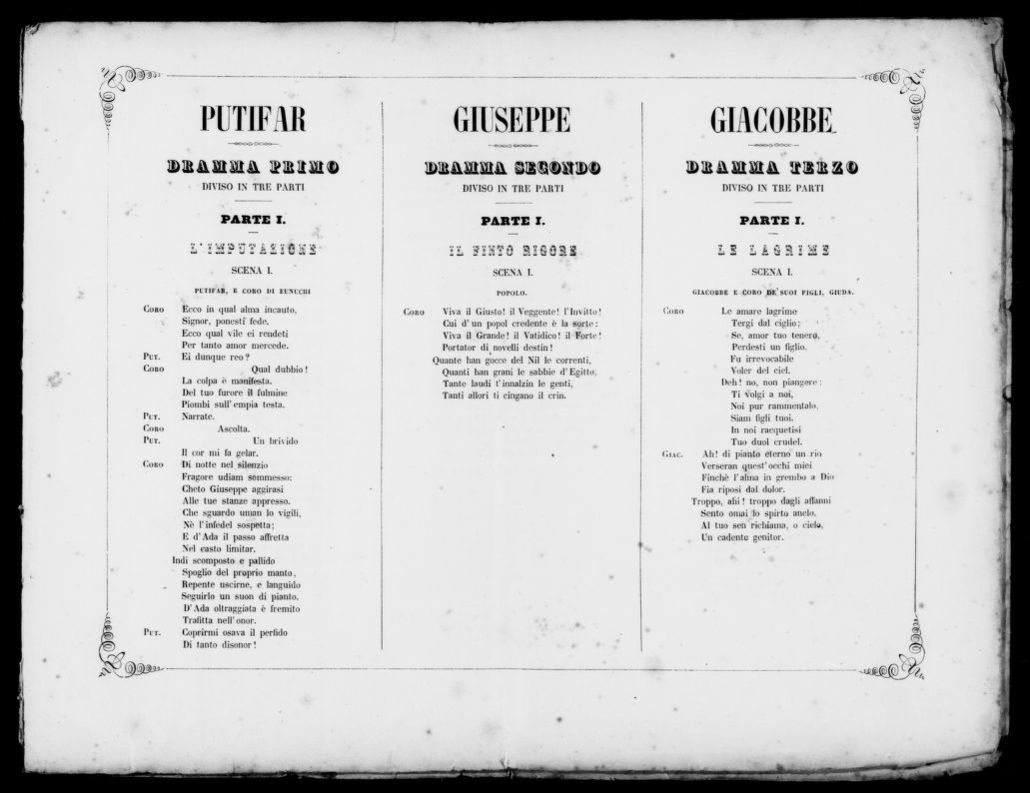 PUTIFAR
DRAMMA PRIMO
DIVISO IN TRE PARTI
PARTE I.
L'IMPUTAZIONE
SCENA I.
PUTIFAR, E CORO DI EUNUCHI
CORO Ecco in qual alma incauto,
Signor, ponesti fede.
Ecco qual vile ei rendeti
Per tanto amor mercede.
PUT. Ei dunque reo?
CORO Qual dubbio!
La colpa è manifesta.
Del tuo furore il fulmine
Piombi sull'empia testa.
PUT. Narrate.
CORO Ascolta.
PUT. Un brivido
Il cor mi fa gelar.
CORO Di notte nel silenzio
Fragore udiam sommesso:
Cheto Giuseppe aggirasi
Alle tue stanze appresso.
Che sguardo uman lo vigili,
Nè l'infedel sospetta;
E d'Ada il passo affretta
Nel casto limitar.
Indi scomposto e pallido
Spoglio del proprio manto,
Repente uscirne, e languido
Seguirlo un suon di pianto.
D'Ada oltraggiata è fremito
Trafitta nell'onor.
PUT. Coprirmi osava il perfido
Di tanto disonor!
GIUSEPPE
DRAMMA SECONDO
DIVISO IN TRE PARTI
PARTE I.
IL FINTO RIGORE
SCENA I.
POPOLO.
CORO Viva il Giusto! il Veggente! l'Invitto!
Cui d'un popol credente è la sorte:
Viva il Grande! il Vatidico! il Forte!
Portator di novelli destin!
Quante han gocce del Nil le correnti,
Quanti han grani le sabbie d'Egitto,
Tante laudi t'innalzin le genti,
Tanti allori ti cingano il crin.
GIACOBBE
DRAMMA TERZO
DIVISO IN TRE PARTI
PARTE I.
LE LAGRIME
SCENA I.
GIACOBBE E CORO DE' SUOI FIGLI, GIUDA.
CORO Le amare lagrime
Tergi dal ciglio;
Se, amor tuo tenero,
Perdesti un figlio,
Fu irrevocabile
Voler del ciel.
Deh! no, non piangere;
Ti volgi a noi,
Noi pur rammentalo,
Siam figli tuoi.
In noi racquetisi
Tuo duol crudel.
GIAC. Ah! di pianto eterno un rio
Verseran quest'occhi miei
Finchè l'alma in grembo a Dio
Fia riposi dal dolor.
Troppo, ahi! troppo dagli affanni
Sento omai lo spirto anelo,
Al tuo sen richiama, o cielo,
Un cadente genitor.